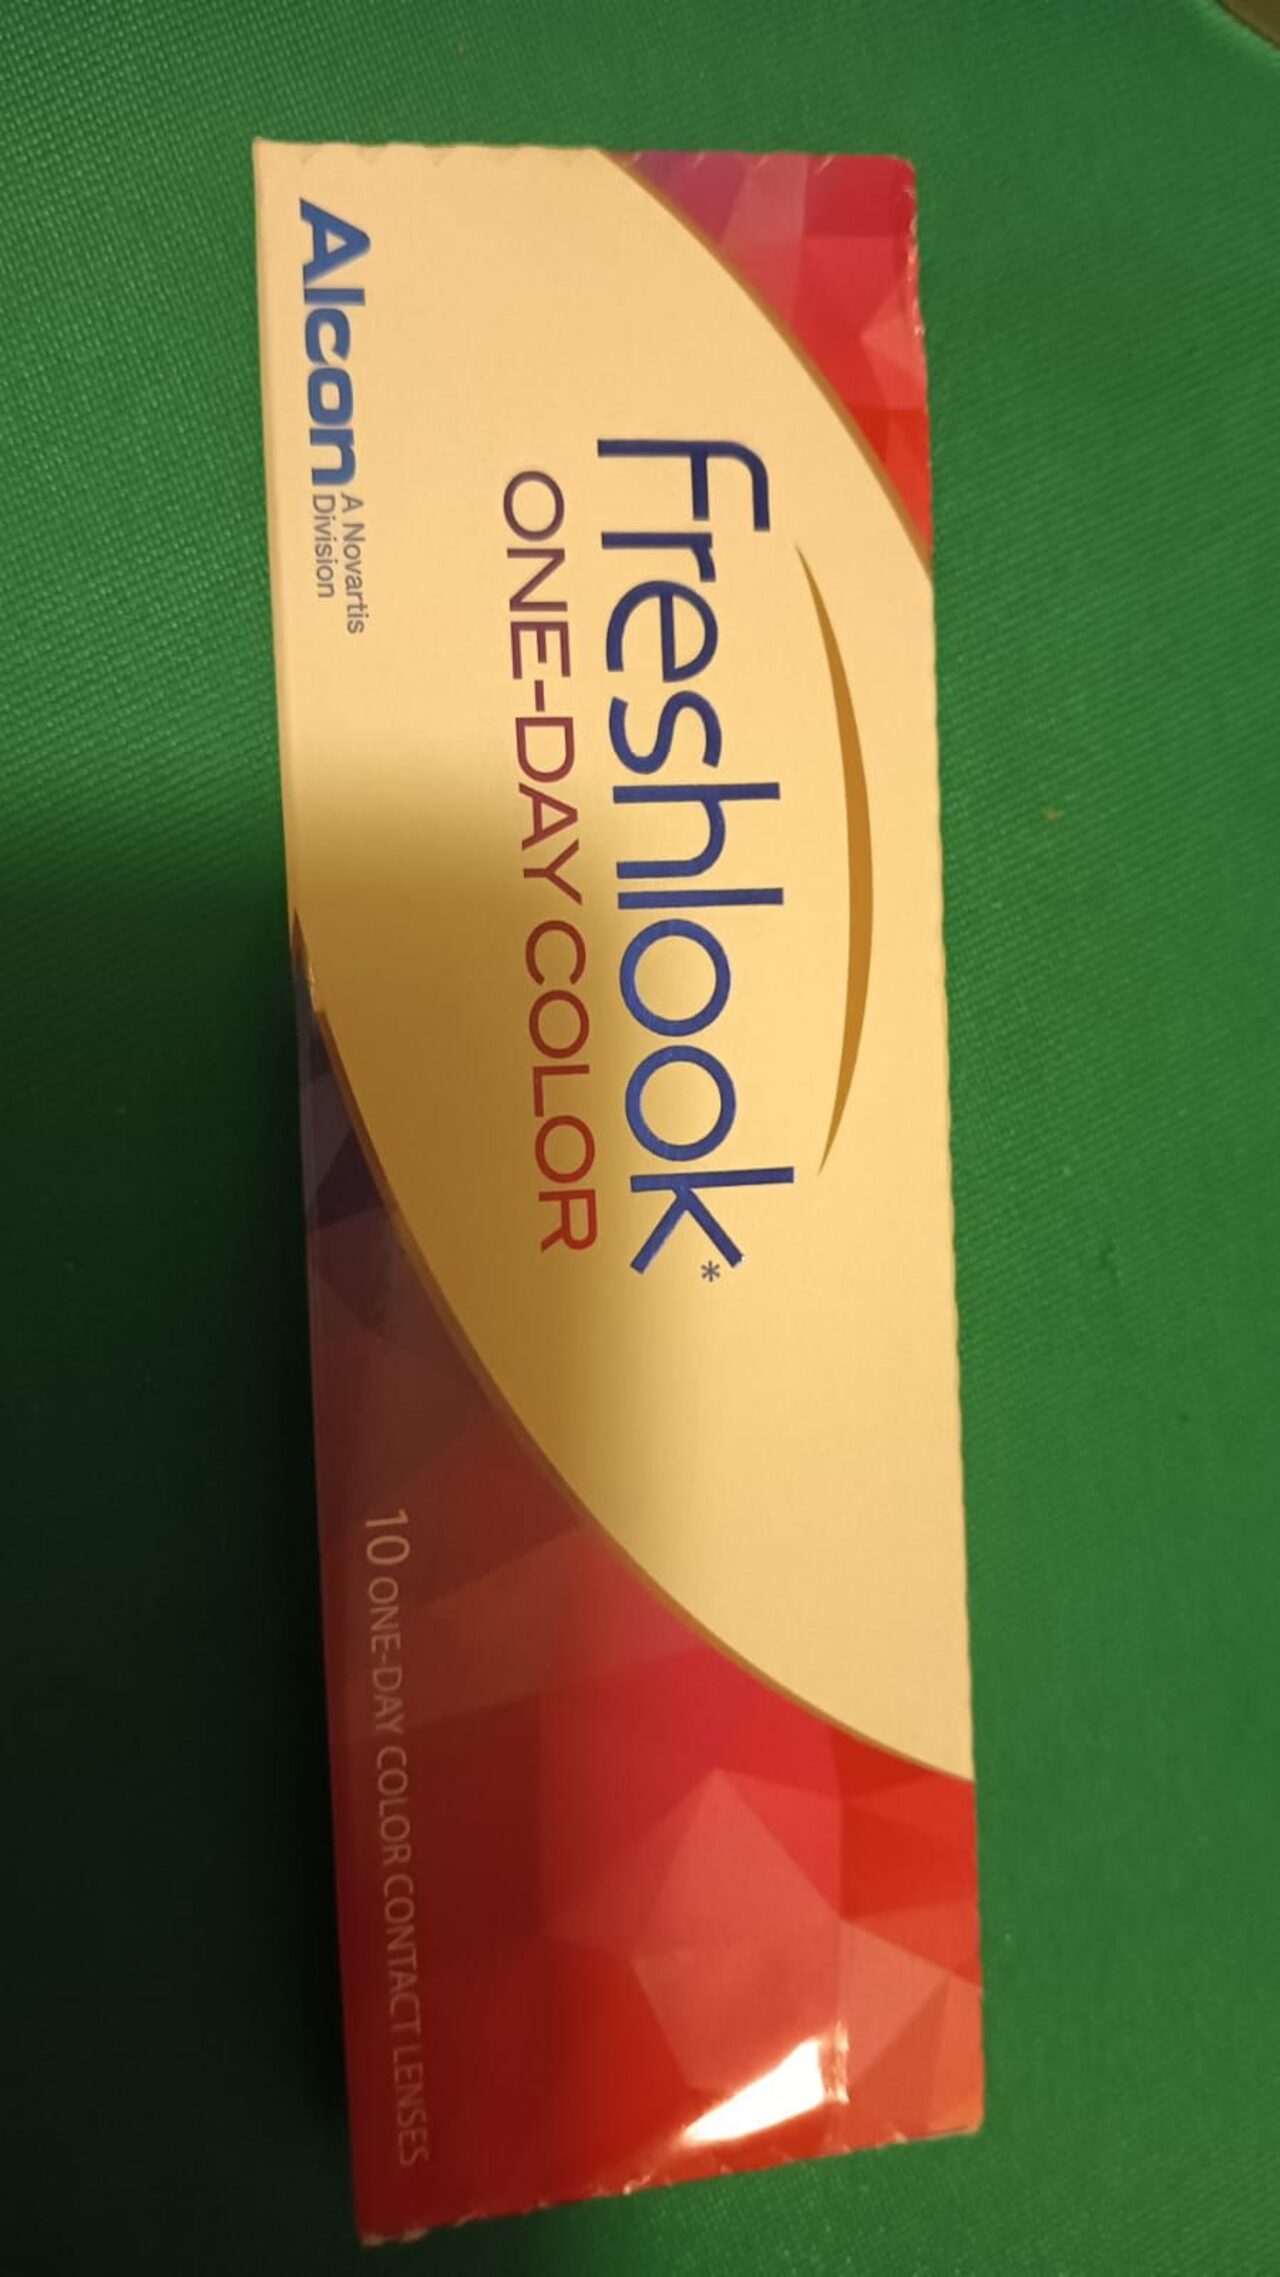 freshlook*
ONE-DAY COLOR
Alcon
A Novartis
Division
10 ONE-DAY COLOR CONTACT LENSES